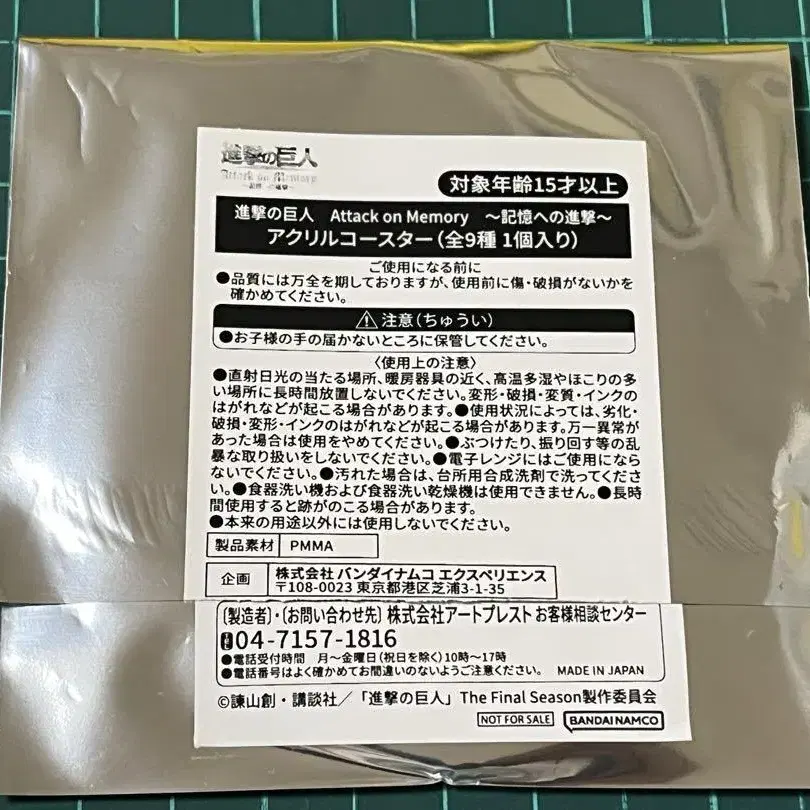 進撃の巨人
Attack on Memory
〜記憶への進撃〜
対象年齢15才以上
進撃の巨人 Attack on Memory 〜記憶への進撃〜
アクリルコースター(全9種 1個入り)
ご使用になる前に
●品質には万全を期しておりますが、使用前に傷・破損がないかを
確かめてください。
⚠注意(ちゅうい)
●お子様の手の届かないところに保管してください。
〈使用上の注意〉
●直射日光の当たる場所、暖房器具の近く、高温多湿やほこりの多
い場所に長時間放置しないでください。変形・破損・変質・インクの
はがれなどが起こる場合があります。●使用状況によっては、劣化・
破損・変形・インクのはがれなどが起こる場合があります。万一異常が
あった場合は使用をやめてください。●ぶつけたり、振り回す等の乱
暴な取り扱いをしないでください。●電子レンジにはご使用になら
ないでください。●汚れた場合は、台所用合成洗剤で洗ってくださ
い。●食器洗い機および食器洗い乾燥機は使用できません。●長時
間使用すると跡がのこる場合があります。
●本来の用途以外には使用しないでください。
製品素材 PMMA
企画 株式会社 バンダイナムコ エクスペリエンス
〒108-0023 東京都港区芝浦3-1-35
〔製造者〕・〔お問い合わせ先〕 株式会社アートプレスト お客様相談センター
04-7157-1816
●電話受付時間 月〜金曜日(祝日を除く)10時〜17時
●電話番号はよく確かめてお間違いのないようご注意ください。 MADE IN JAPAN
©諫山創・講談社/「進撃の巨人」The Final Season製作委員会
NOT FOR SALE BANDAI NAMCO